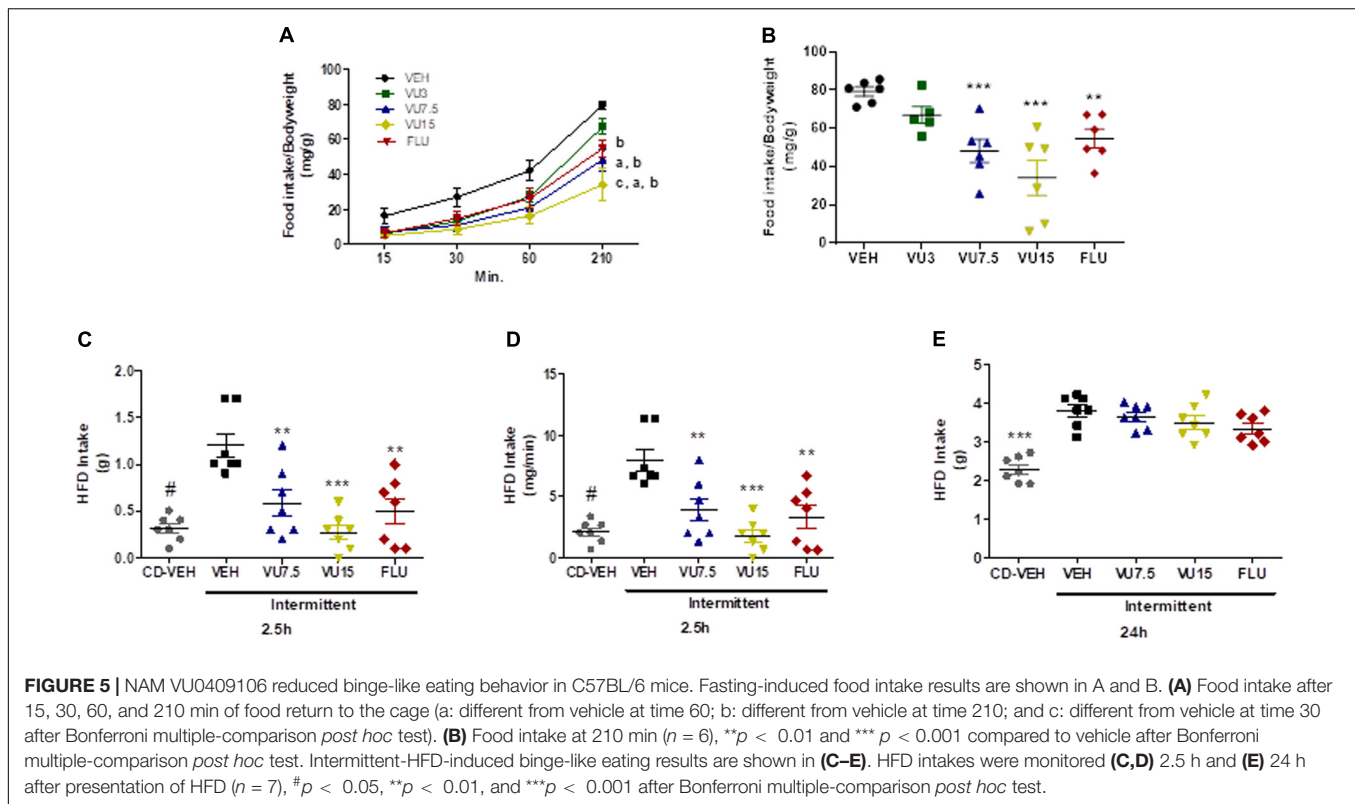 A
Food intake/Bodyweight
(mg/g)
100
80
60
40
20
0
VEH
VU3
VU7.5
VU15
FLU
b
a, b
c, a, b
15 30 60 210
Min.
B
Food intake/Bodyweight
(mg/g)
100
80
60
40
20
0
*** *** **
VEH VU3 VU7.5 VU15 FLU
C
HFD Intake
(g)
2.0
1.5
1.0
0.5
0.0
# ** *** **
CD-VEH VEH VU7.5 VU15 FLU
Intermittent
2.5h
D
HFD Intake
(mg/min)
15
10
5
0
# ** *** **
CD-VEH VEH VU7.5 VU15 FLU
Intermittent
2.5h
E
HFD Intake
(g)
5
4
3
2
1
0
***
CD-VEH VEH VU7.5 VU15 FLU
Intermittent
24h
FIGURE 5 | NAM VU0409106 reduced binge-like eating behavior in C57BL/6 mice. Fasting-induced food intake results are shown in A and B. (A) Food intake after
15, 30, 60, and 210 min of food return to the cage (a: different from vehicle at time 60; b: different from vehicle at time 210; and c: different from vehicle at time 30
after Bonferroni multiple-comparison post hoc test). (B) Food intake at 210 min (n = 6), **p < 0.01 and *** p < 0.001 compared to vehicle after Bonferroni
multiple-comparison post hoc test. Intermittent-HFD-induced binge-like eating results are shown in (C–E). HFD intakes were monitored (C,D) 2.5 h and (E) 24 h
after presentation of HFD (n = 7), #p < 0.05, **p < 0.01, and ***p < 0.001 after Bonferroni multiple-comparison post hoc test.